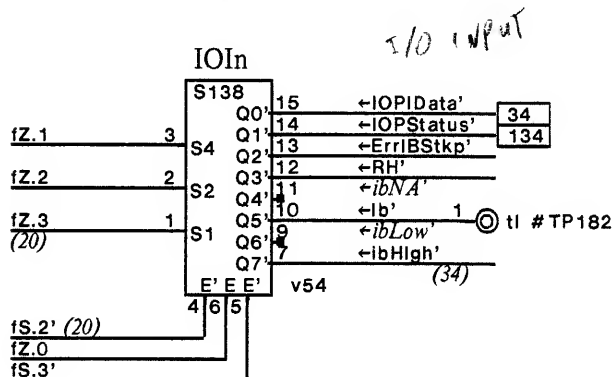 I/O INPUT
IOIn
S138
15 ←IOPIData' 34
Q0'
14 ←IOPStatus' 134
Q1'
13 ←ErrIBStkp'
Q2'
fZ.1 3 S4
12 ←RH'
Q3'
11 ←ibNA'
Q4'
fZ.2 2 S2
10 ←Ib' 1 tl #TP182
Q5'
9 ←ibLow'
Q6'
fZ.3 1 S1
(20)
7 ←ibHIgh'
Q7'
(34)
E' E E' v54
4 6 5
fS.2' (20)
fZ.0
fS.3'